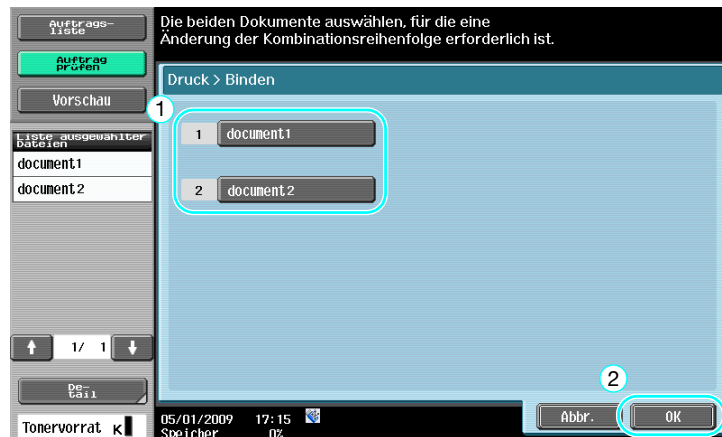 Auftrags-
liste
Die beiden Dokumente auswählen, für die eine
Änderung der Kombinationsreihenfolge erforderlich ist.
Auftrag
prüfen
Vorschau
Druck > Binden
1
1 document1
2 document2
Liste ausgewählter
Dateien
document1
document2
1/ 1
De-
tail
2
Abbr.
OK
Tonervorrat K
05/01/2009 17:15
Speicher 0%